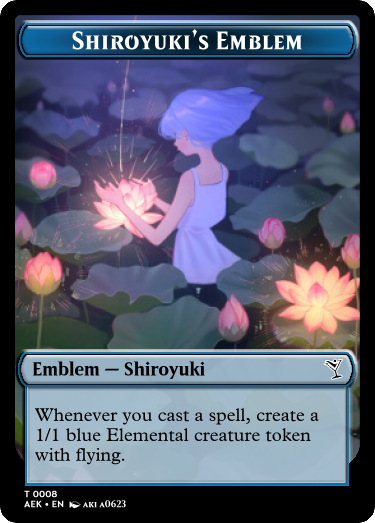 Shiroyuki's Emblem
Emblem — Shiroyuki
Whenever you cast a spell, create a
1/1 blue Elemental creature token
with flying.
T 0008
AEK • EN AKI A0623